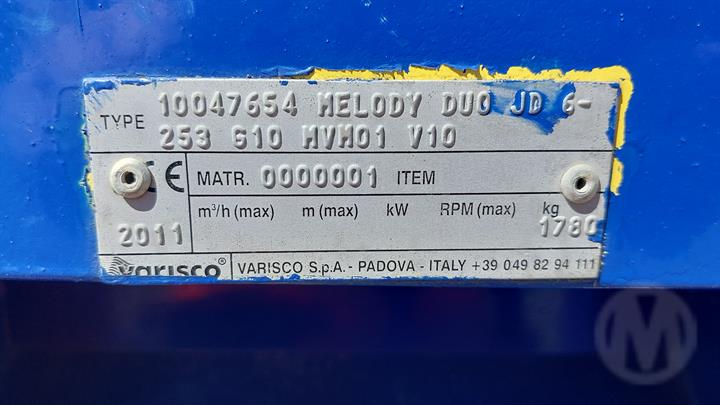 TYPE 10047654 MELODY DUO JD 6-
253 G10 MVM01 V10
CE MATR. 0000001 ITEM
m³/h (max) m (max) kW RPM (max) kg
2011 1780
varisco® VARISCO S.p.A. - PADOVA - ITALY +39 049 82 94 111
M